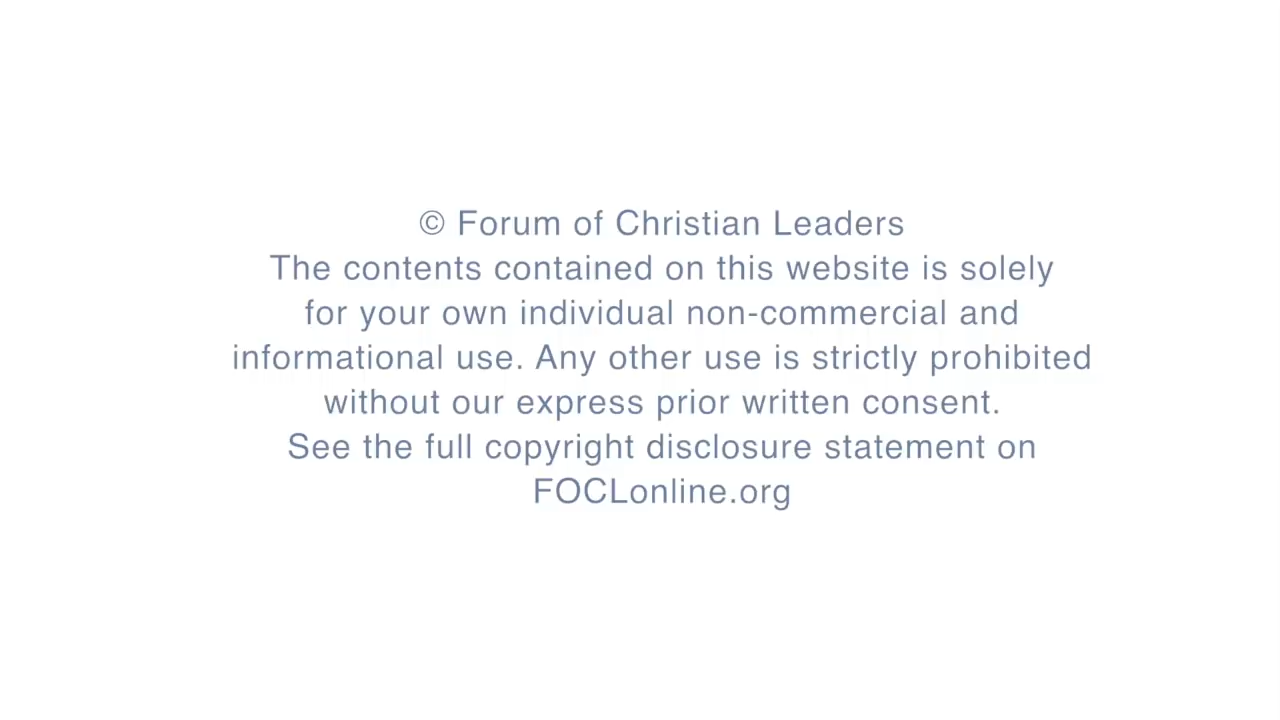 © Forum of Christian Leaders
The contents contained on this website is solely
for your own individual non-commercial and
informational use. Any other use is strictly prohibited
without our express prior written consent.
See the full copyright disclosure statement on
FOCLonline.org